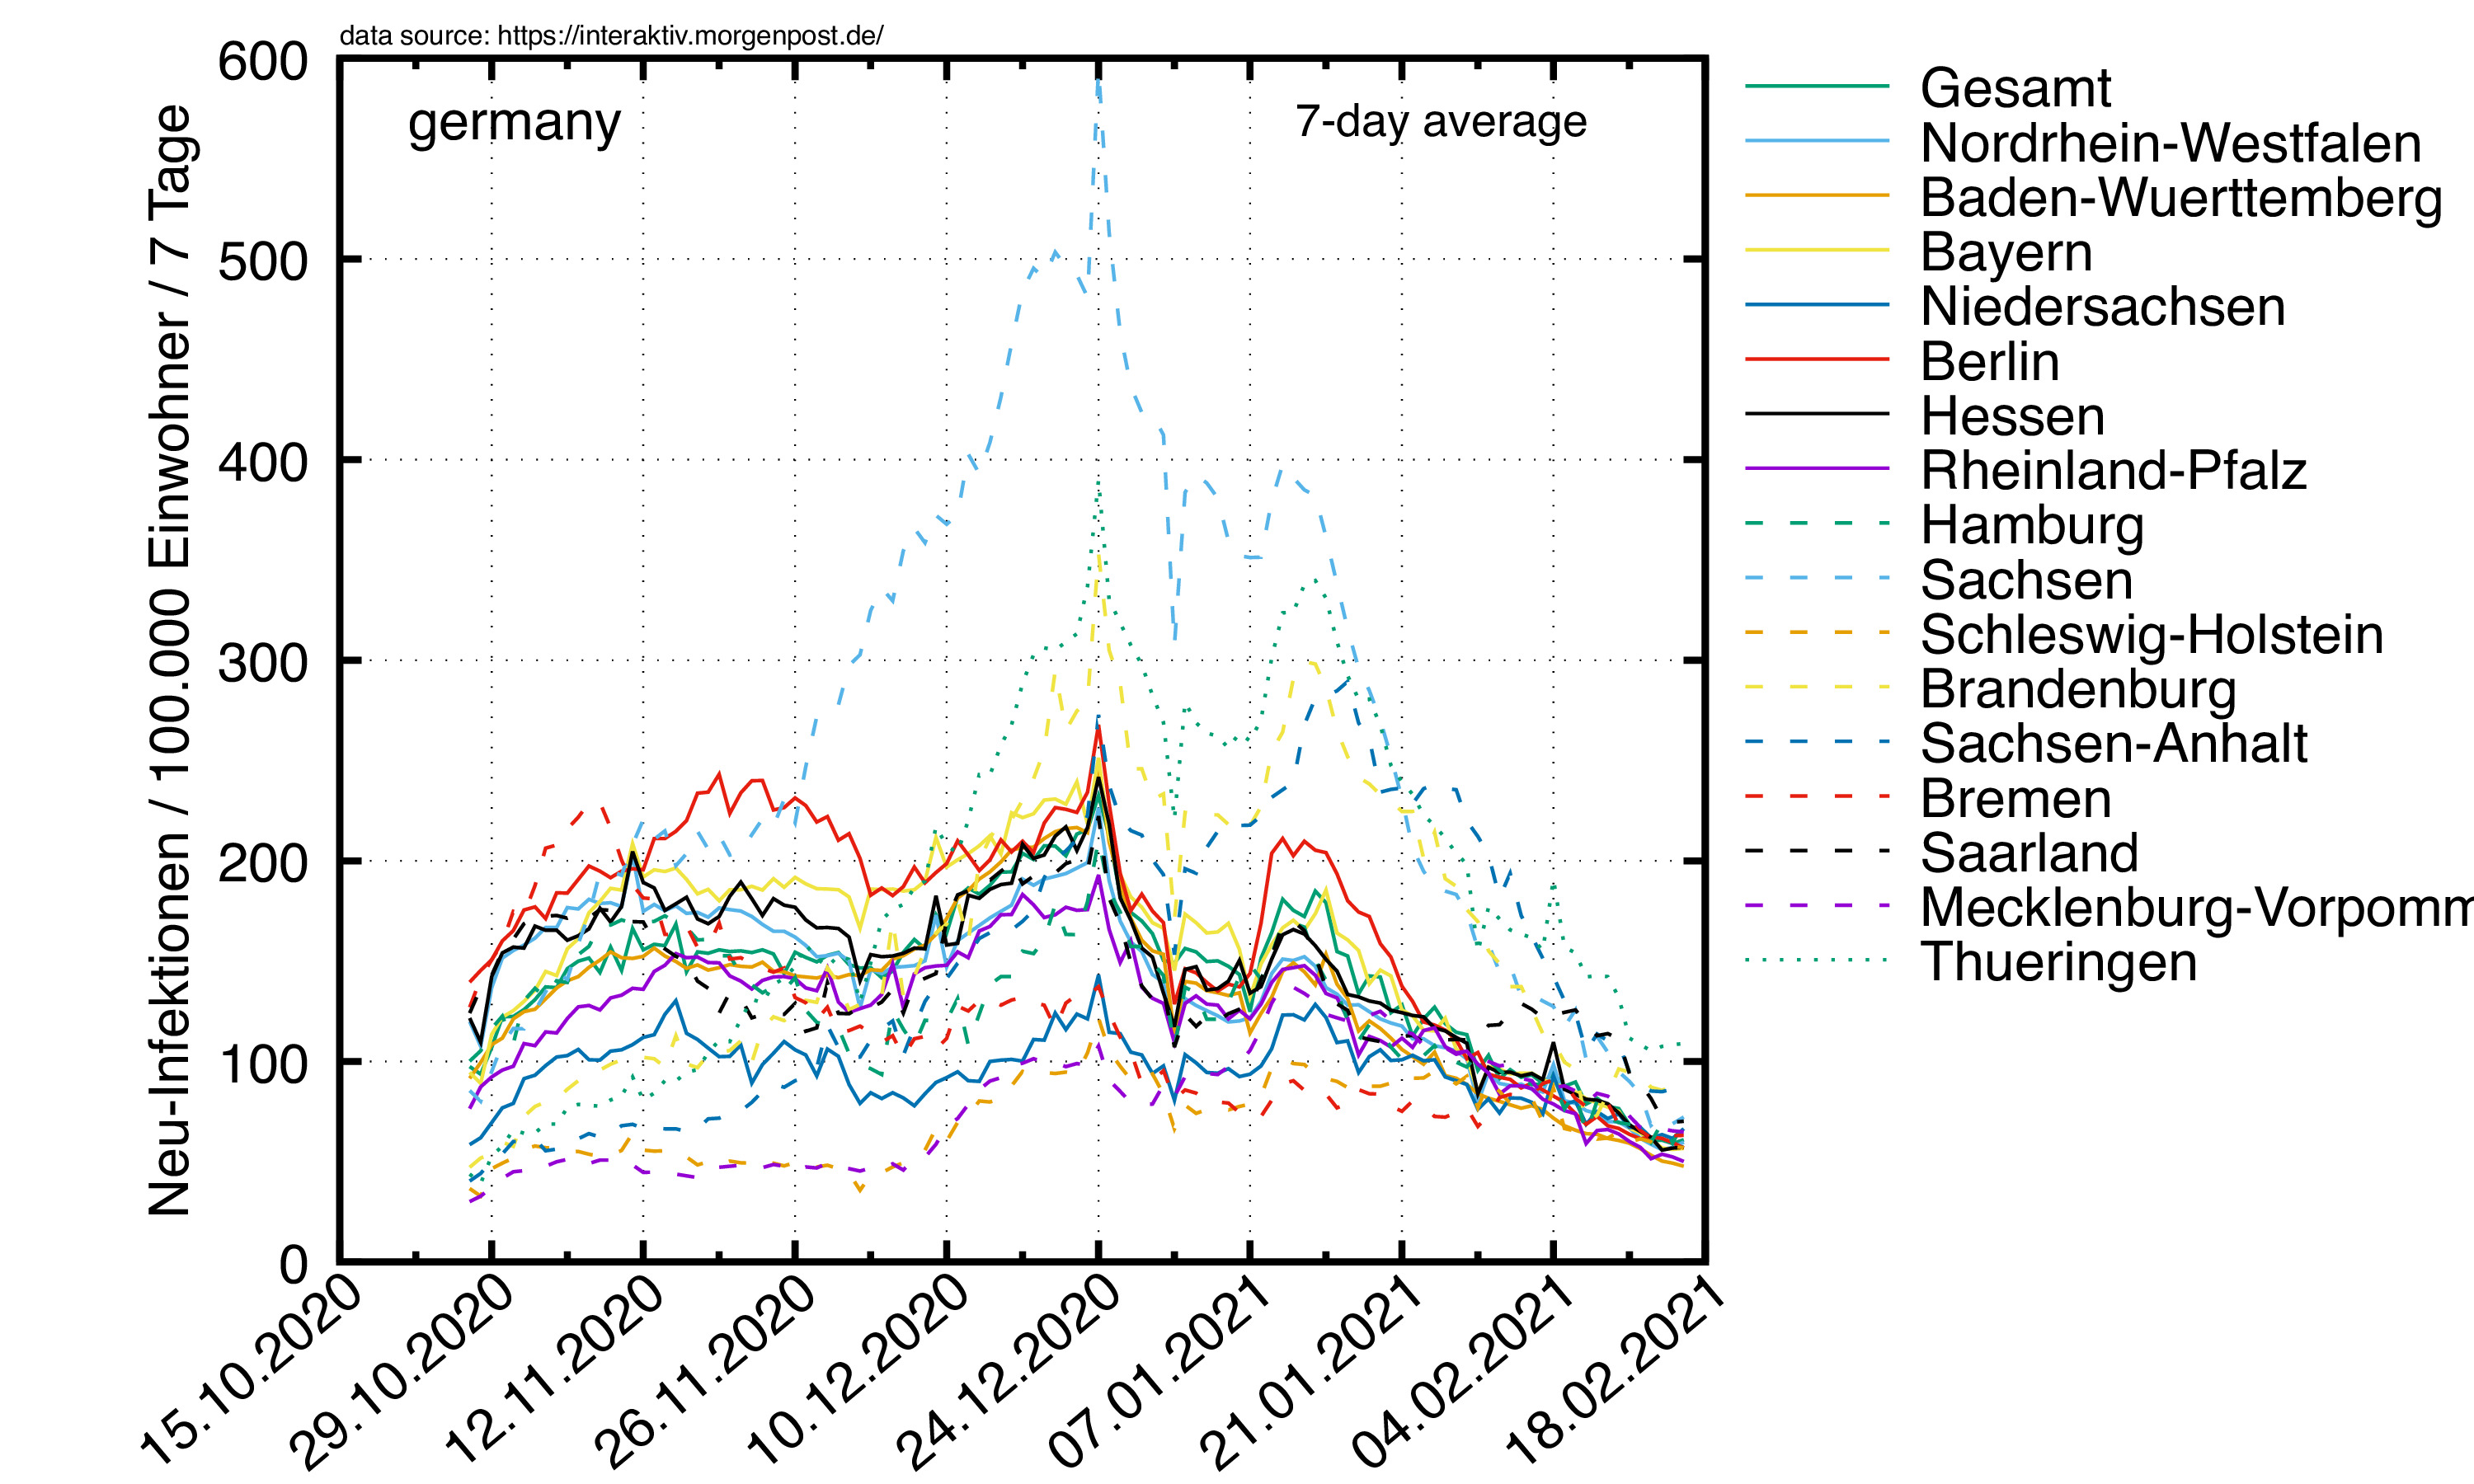 data source: https://interaktiv.morgenpost.de/
germany
7-day average
Neu-Infektionen / 100.000 Einwohner / 7 Tage
600
500
400
300
200
100
0
15.10.2020
29.10.2020
12.11.2020
26.11.2020
10.12.2020
24.12.2020
07.01.2021
21.01.2021
04.02.2021
18.02.2021
Gesamt
Nordrhein-Westfalen
Baden-Wuerttemberg
Bayern
Niedersachsen
Berlin
Hessen
Rheinland-Pfalz
Hamburg
Sachsen
Schleswig-Holstein
Brandenburg
Sachsen-Anhalt
Bremen
Saarland
Mecklenburg-Vorpomm
Thueringen